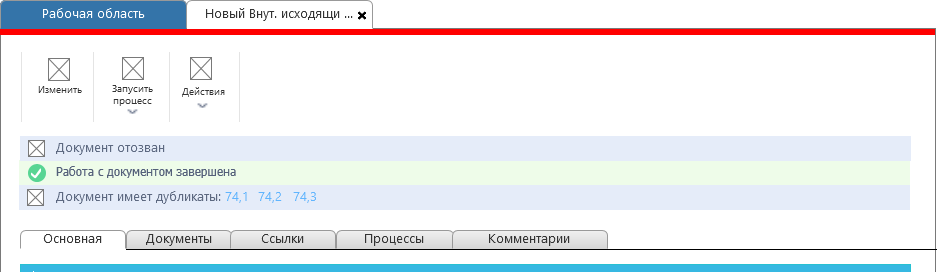 Рабочая область Новый Внут. исходящи ...
Изменить Запусить процесс Действия
Документ отозван
Работа с документом завершена
Документ имеет дубликаты: 74,1 74,2 74,3
Основная Документы Ссылки Процессы Комментарии